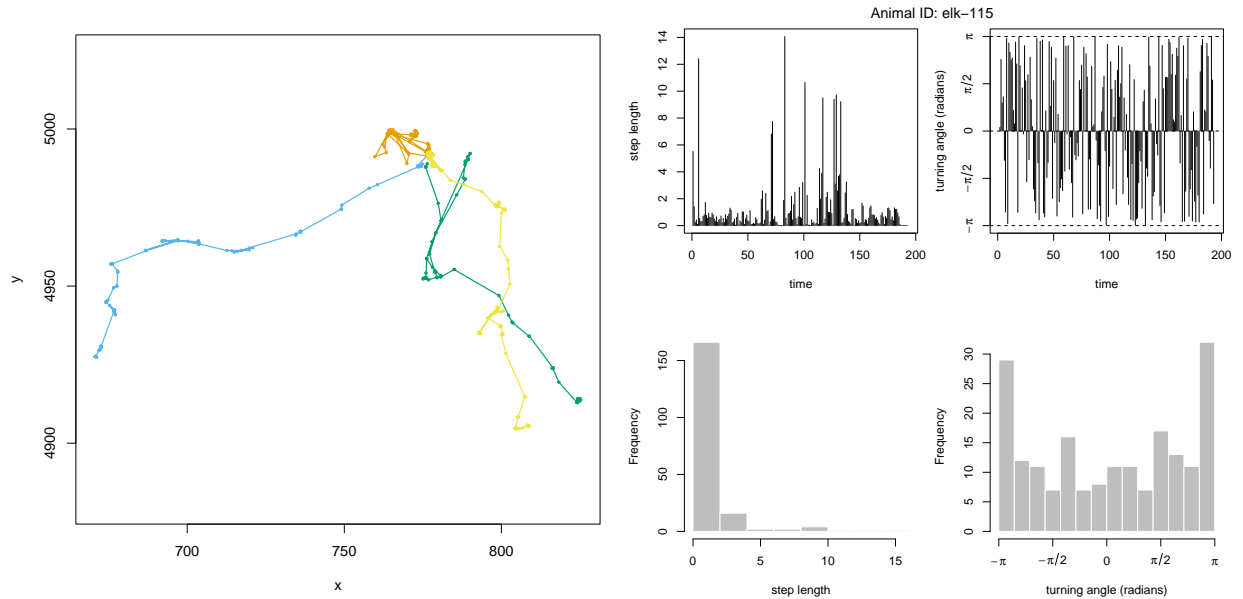 Animal ID: elk−115
y
5000
4950
4900
700 750 800
x
step length
14
12
10
8
6
4
2
0
0 50 100 150 200
time
turning angle (radians)
π
π/2
0
−π/2
−π
0 50 100 150 200
time
Frequency
150
100
50
0
0 5 10 15
step length
Frequency
30
25
20
15
10
5
0
−π −π/2 0 π/2 π
turning angle (radians)